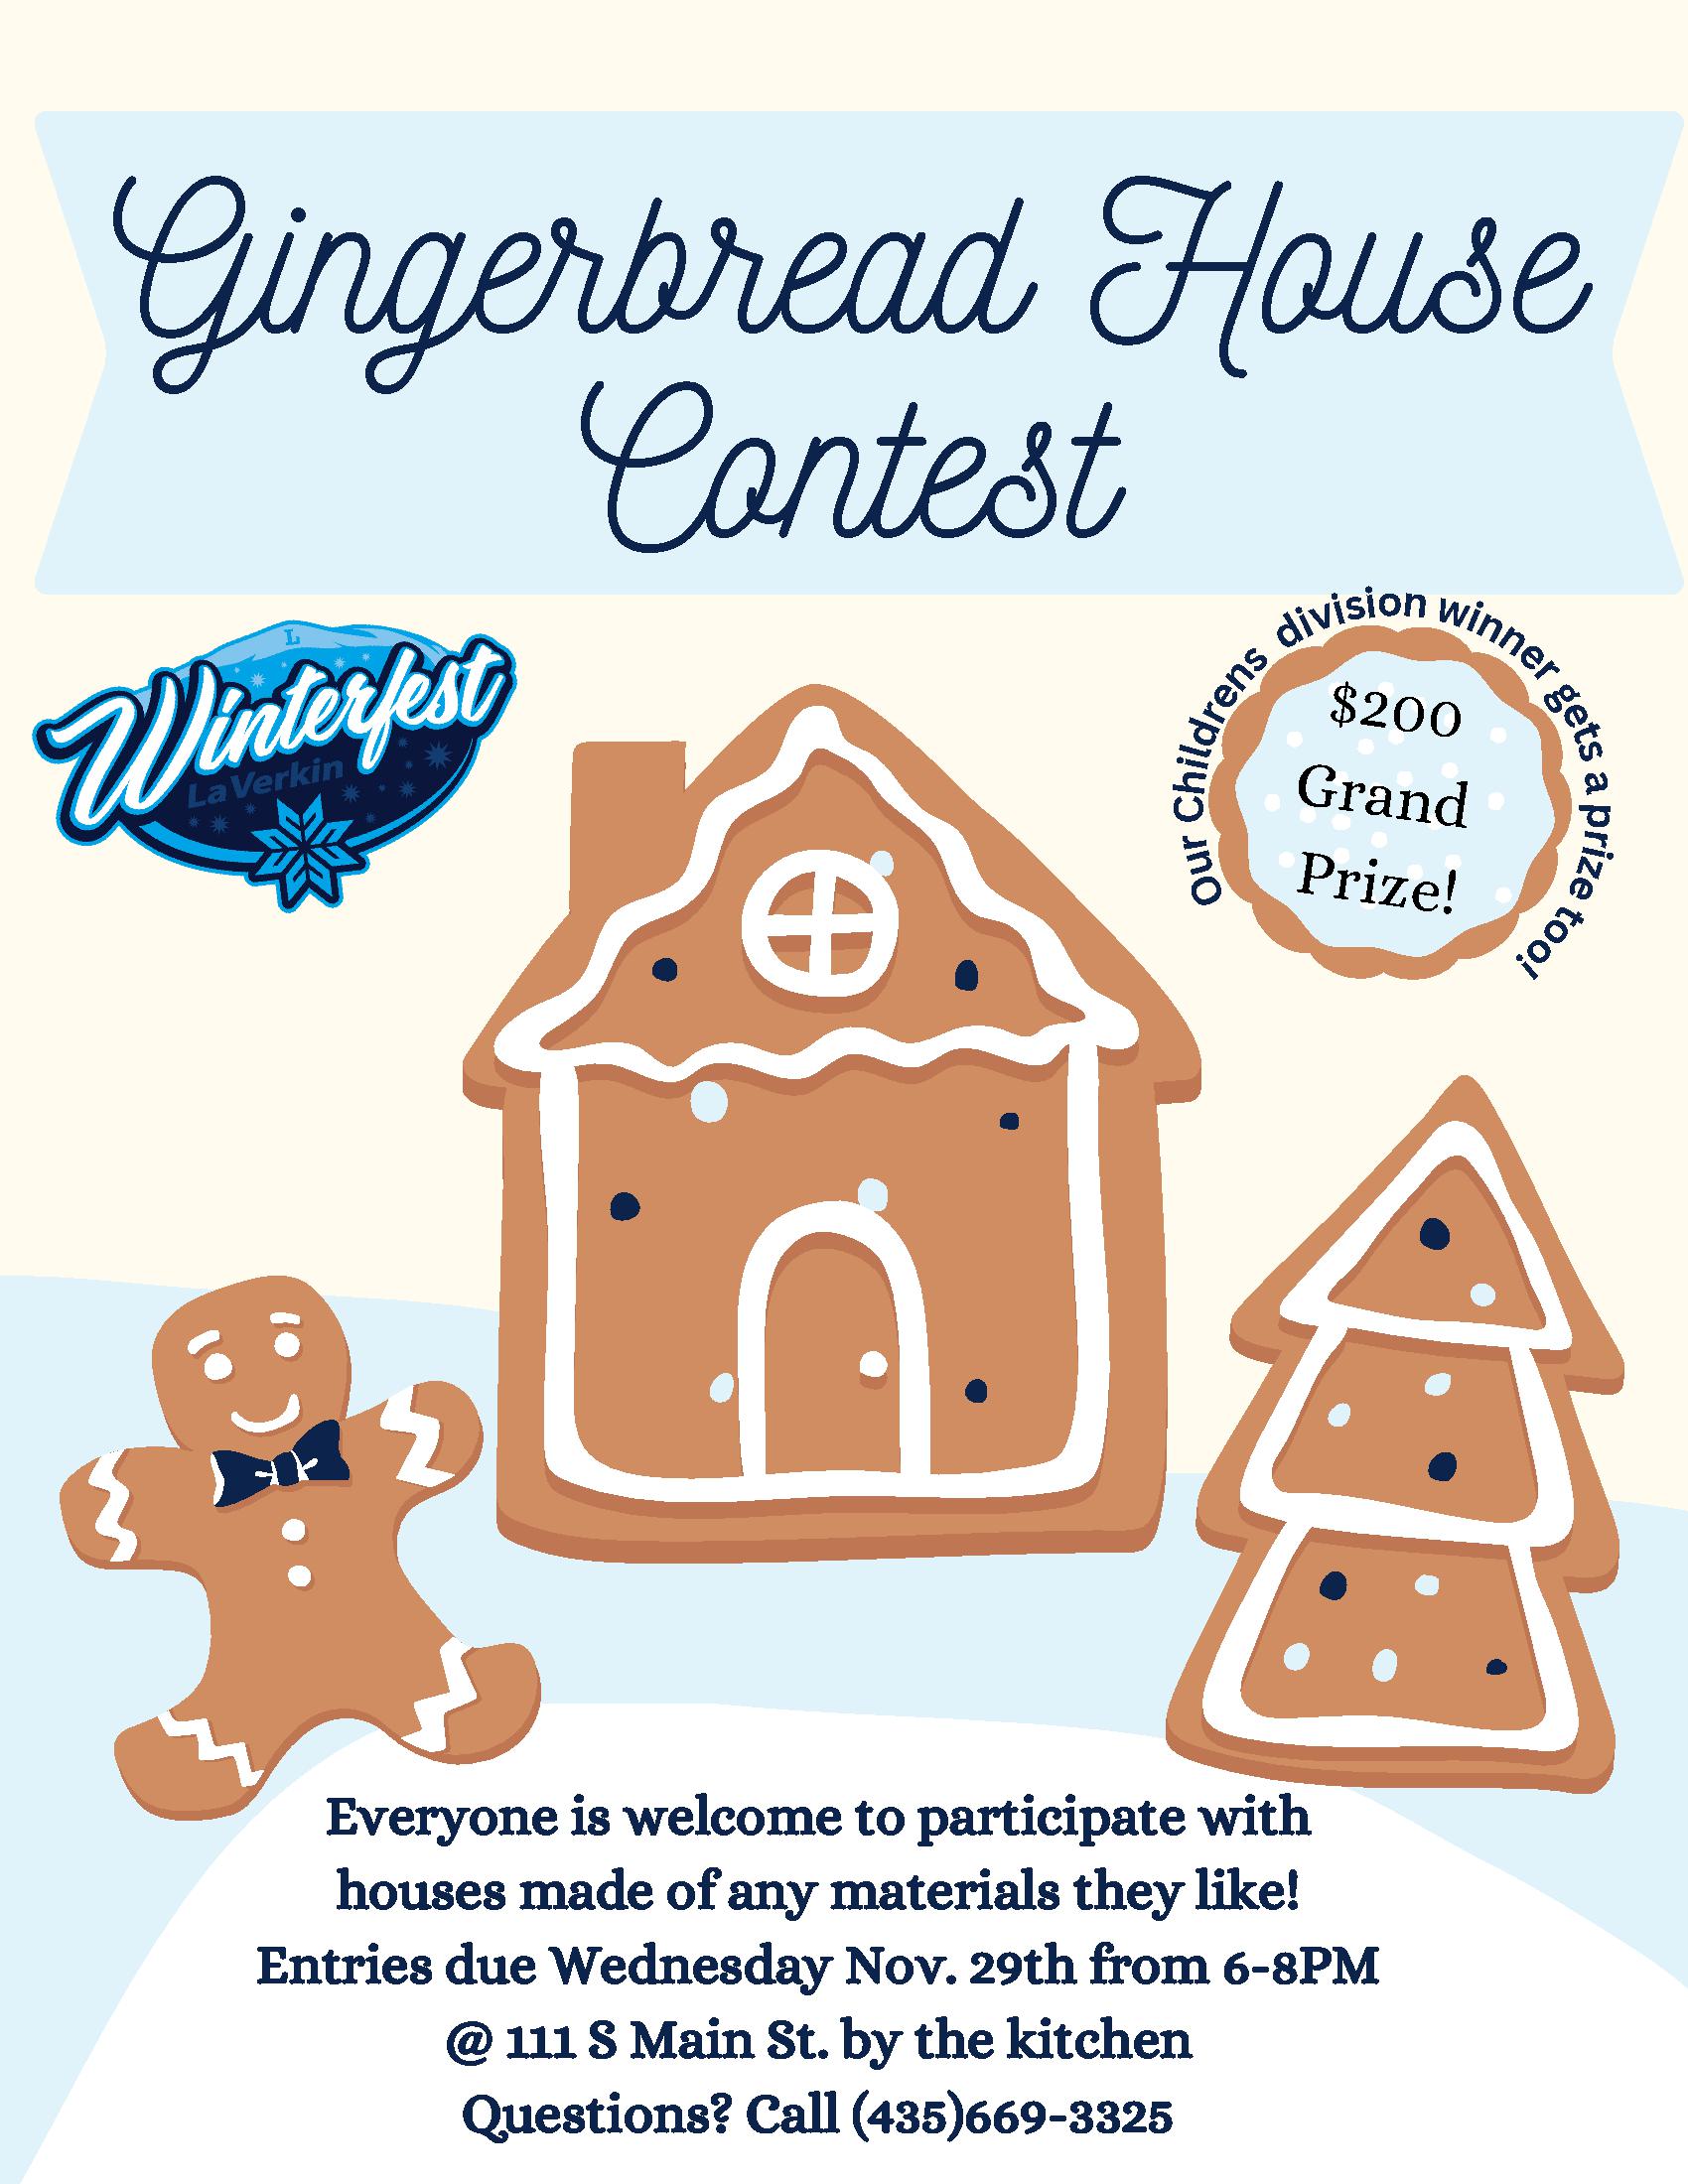 Gingerbread House
Contest
L
Winterfest
LaVerkin
Our Childrens division winner gets a prize too!
$200
Grand
Prize!
Everyone is welcome to participate with
houses made of any materials they like!
Entries due Wednesday Nov. 29th from 6-8PM
@ 111 S Main St. by the kitchen
Questions? Call (435)669-3325